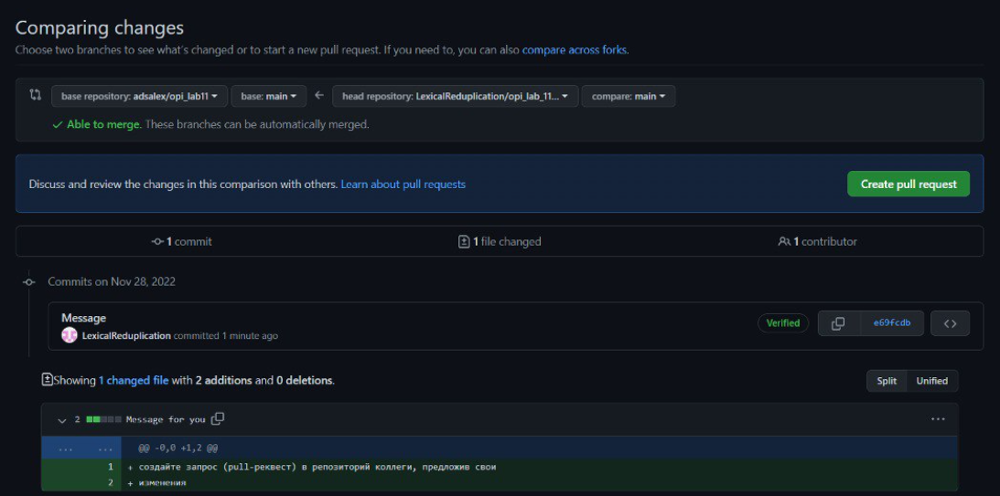 Comparing changes
Choose two branches to see what's changed or to start a new pull request. If you need to, you can also compare across forks.
base repository: adsalex/opi_lab11 base: main head repository: LexicalReduplication/opi_lab_11... compare: main
Able to merge. These branches can be automatically merged.
Discuss and review the changes in this comparison with others. Learn about pull requests Create pull request
1 commit 1 file changed 1 contributor
Commits on Nov 28, 2022
Message
LexicalReduplication committed 1 minute ago Verified e69fcdb
Showing 1 changed file with 2 additions and 0 deletions. Split Unified
2 Message for you ...
... ... @@ -0,0 +1,2 @@
1 + создайте запрос (pull-реквест) в репозиторий коллеги, предложив свои
2 + изменения